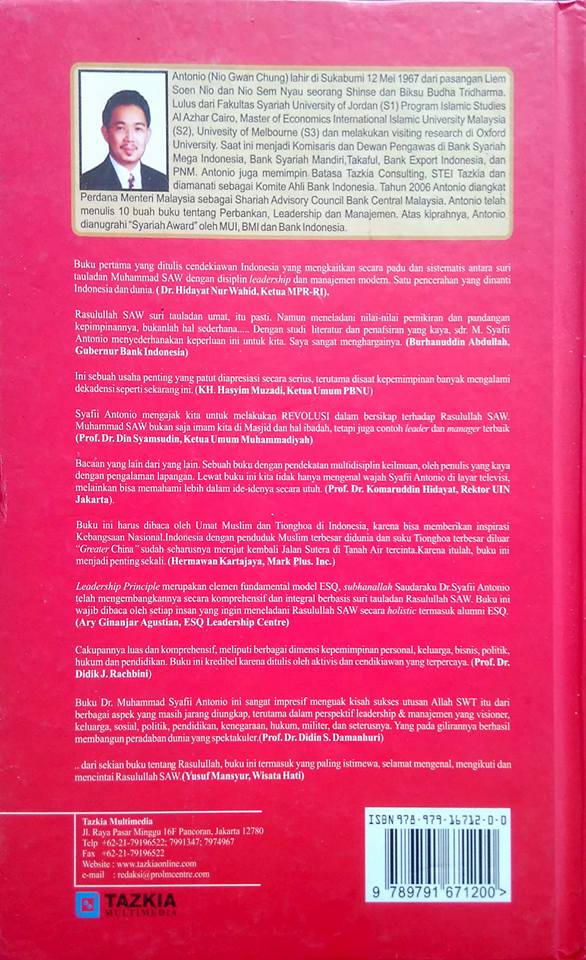 Antonio (Nio Gwan Chung) lahir di Sukabumi 12 Mei 1967 dari pasangan Liem
Soen Nio dan Nio Sem Nyau seorang Shinse dan Biksu Budha Tridharma.
Lulus dari Fakultas Syariah University of Jordan (S1) Program Islamic Studies
Al Azhar Cairo, Master of Economics International Islamic University Malaysia
(S2), Univesity of Melbourne (S3) dan melakukan visiting research di Oxford
University. Saat ini menjadi Komisaris dan Dewan Pengawas di Bank Syariah
Mega Indonesia, Bank Syariah Mandiri,Takaful, Bank Export Indonesia, dan
PNM. Antonio juga memimpin Batasa Tazkia Consulting, STEI Tazkia dan
diamanati sebagai Komite Ahli Bank Indonesia. Tahun 2006 Antonio diangkat
Perdana Menteri Malaysia sebagai Shariah Advisory Council Bank Central Malaysia. Antonio telah
menulis 10 buah buku tentang Perbankan, Leadership dan Manajemen. Atas kiprahnya, Antonio
dianugrahi "Syariah Award" oleh MUI, BMI dan Bank Indonesia.
Buku pertama yang ditulis cendekiawan Indonesia yang mengkaitkan secara padu dan sistematis antara suri
tauladan Muhammad SAW dengan disiplin leadership dan manajemen modern. Satu pencerahan yang dinanti
Indonesia dan dunia. ( Dr. Hidayat Nur Wahid, Ketua MPR-RI).
Rasulullah SAW suri tauladan umat, itu pasti. Namun meneladani nilai-nilai pemikiran dan pandangan
kepimpinannya, bukanlah hal sederhana..... Dengan studi literatur dan penafsiran yang kaya, sdr. M. Syafii
Antonio menyederhanakan keperluan ini untuk kita. Saya sangat menghargainya. (Burhanuddin Abdullah,
Gubernur Bank Indonesia)
Ini sebuah usaha penting yang patut diapresiasi secara serius, terutama disaat kepemimpinan banyak mengalami
dekadensi seperti sekarang ini. (KH. Hasyim Muzadi, Ketua Umum PBNU)
Syafii Antonio mengajak kita untuk melakukan REVOLUSI dalam bersikap terhadap Rasulullah SAW.
Muhammad SAW bukan saja imam kita di Masjid dan hal ibadah, tetapi juga contoh leader dan manager terbaik
(Prof. Dr. Din Syamsudin, Ketua Umum Muhammadiyah)
Bacaan yang lain dari yang lain. Sebuah buku dengan pendekatan multidisiplin keilmuan, oleh penulis yang kaya
dengan pengalaman lapangan. Lewat buku ini kita tidak hanya mengenal wajah Syafii Antonio di layar televisi,
melainkan bisa memahami lebih dalam ide-idenya secara utuh. (Prof. Dr. Komaruddin Hidayat, Rektor UIN
Jakarta).
Buku ini harus dibaca oleh Umat Muslim dan Tionghoa di Indonesia, karena bisa memberikan inspirasi
Kebangsaan Nasional.Indonesia dengan penduduk Muslim terbesar didunia dan suku Tionghoa terbesar diluar
"Greater China" sudah seharusnya merajut kembali Jalan Sutera di Tanah Air tercinta.Karena itulah, buku ini
menjadi penting sekali. (Hermawan Kartajaya, Mark Plus. Inc.)
Leadership Principle merupakan elemen fundamental model ESQ, subhanallah Saudaraku Dr.Syafii Antonio
telah mengembangkannya secara komprehensif dan integral berbasis suri tauladan Rasulullah SAW. Buku ini
wajib dibaca oleh setiap insan yang ingin meneladani Rasulullah SAW secara holistic termasuk alumni ESQ.
(Ary Ginanjar Agustian, ESQ Leadership Centre)
Cakupannya luas dan komprehensif, meliputi berbagai dimensi kepemimpinan personal, keluarga, bisnis, politik,
hukum dan pendidikan. Buku ini kredibel karena ditulis oleh aktivis dan cendikiawan yang terpercaya. (Prof. Dr.
Didik J. Rachbini)
Buku Dr. Muhammad Syafii Antonio ini sangat impresif menguak kisah sukses utusan Allah SWT itu dari
berbagai aspek yang masih jarang diungkap, terutama dalam perspektif leadership & manajemen yang visioner,
keluarga, sosial, politik, pendidikan, kenegaraan, hukum, militer, dan seterusnya. Yang pada gilirannya berhasil
membangun peradaban dunia yang spektakuler.(Prof. Dr. Didin S. Damanhuri)
.. dari sekian buku tentang Rasulullah, buku ini termasuk yang paling istimewa, selamat mengenal, mengikuti dan
mencintai Rasulullah SAW.(Yusuf Mansyur, Wisata Hati)
Tazkia Multimedia
Jl. Raya Pasar Minggu 16F Pancoran, Jakarta 12780
Telp +62-21-79196522; 7991347; 7974967
Fax +62-21-79196522
Website : www.tazkiaonline.com
e-mail : redaksi@prolmcentre.com
TAZKIA
MULTIMEDIA
ISBN 978-979-16712-0-0
9 789791 671200 >